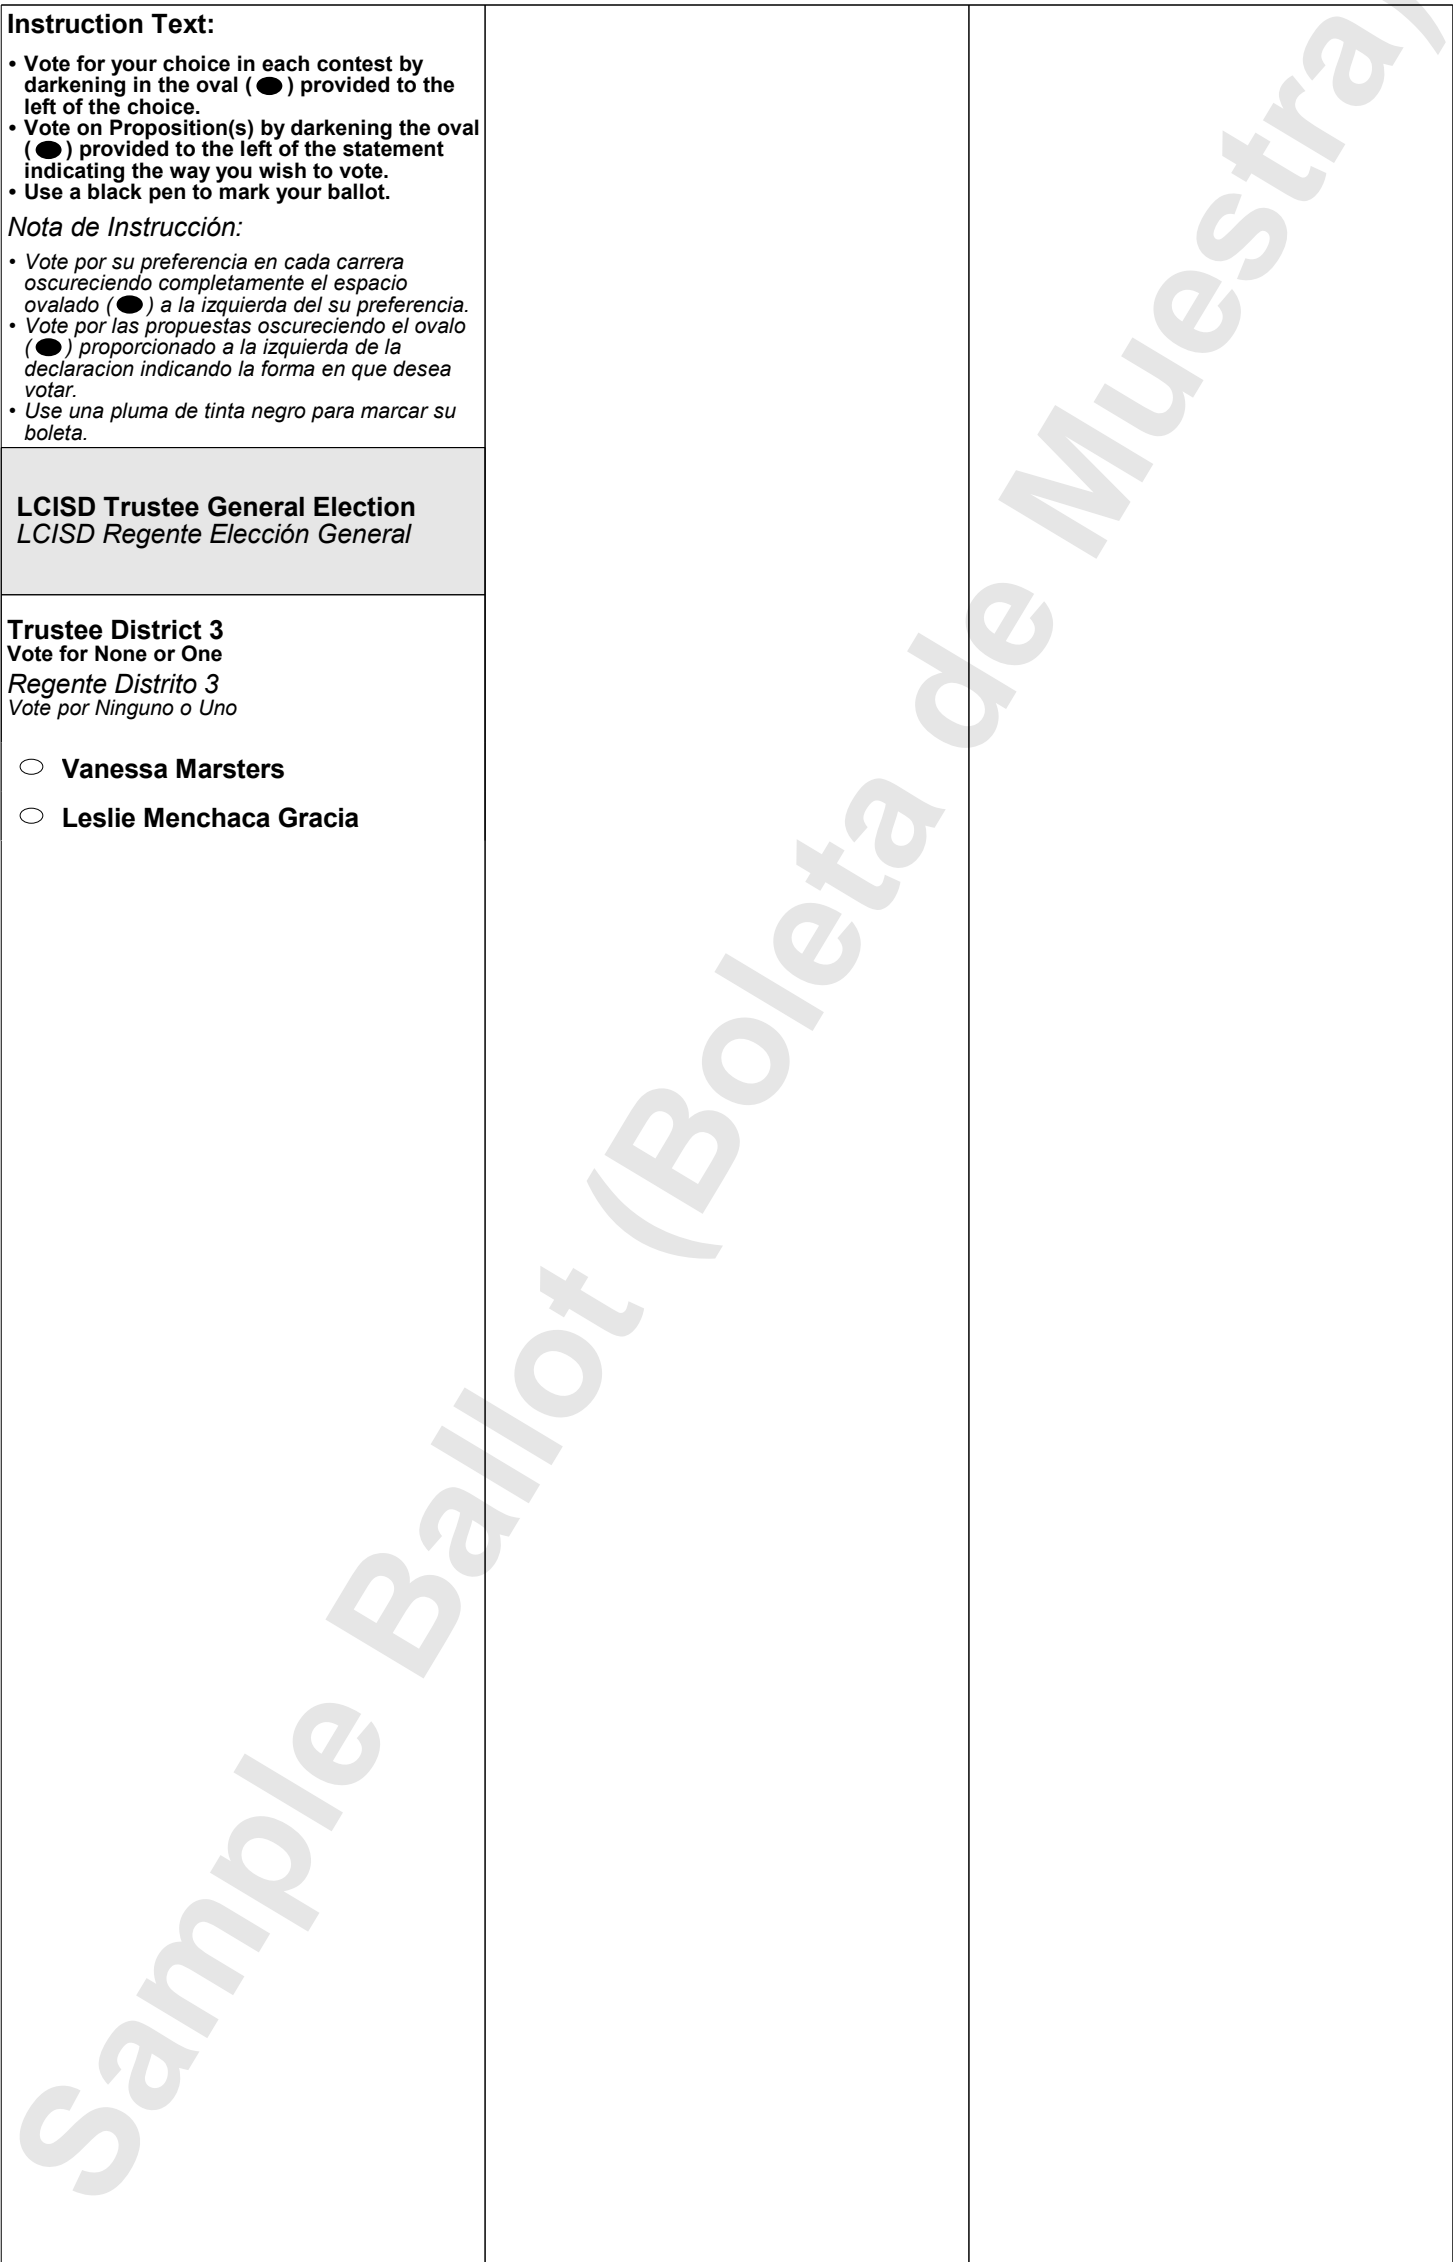 Instruction Text:
• Vote for your choice in each contest by
darkening in the oval ( ) provided to the
left of the choice.
• Vote on Proposition(s) by darkening the oval
( ) provided to the left of the statement
indicating the way you wish to vote.
• Use a black pen to mark your ballot.
Nota de Instrucción:
• Vote por su preferencia en cada carrera
oscureciendo completamente el espacio
ovalado ( ) a la izquierda del su preferencia.
• Vote por las propuestas oscureciendo el ovalo
( ) proporcionado a la izquierda de la
declaracion indicando la forma en que desea
votar.
• Use una pluma de tinta negro para marcar su
boleta.
LCISD Trustee General Election
LCISD Regente Elección General
Trustee District 3
Vote for None or One
Regente Distrito 3
Vote por Ninguno o Uno
Vanessa Marsters
Leslie Menchaca Gracia
Sample Ballot (Boleta de Muestra)